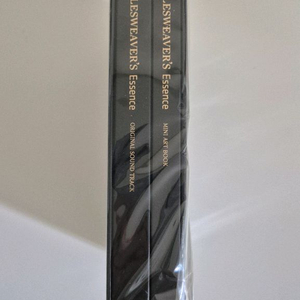 LESWEAVER'S Essence
ORIGINAL SOUND TRACK
LESWEAVER'S Essence
MINI ART BOOK